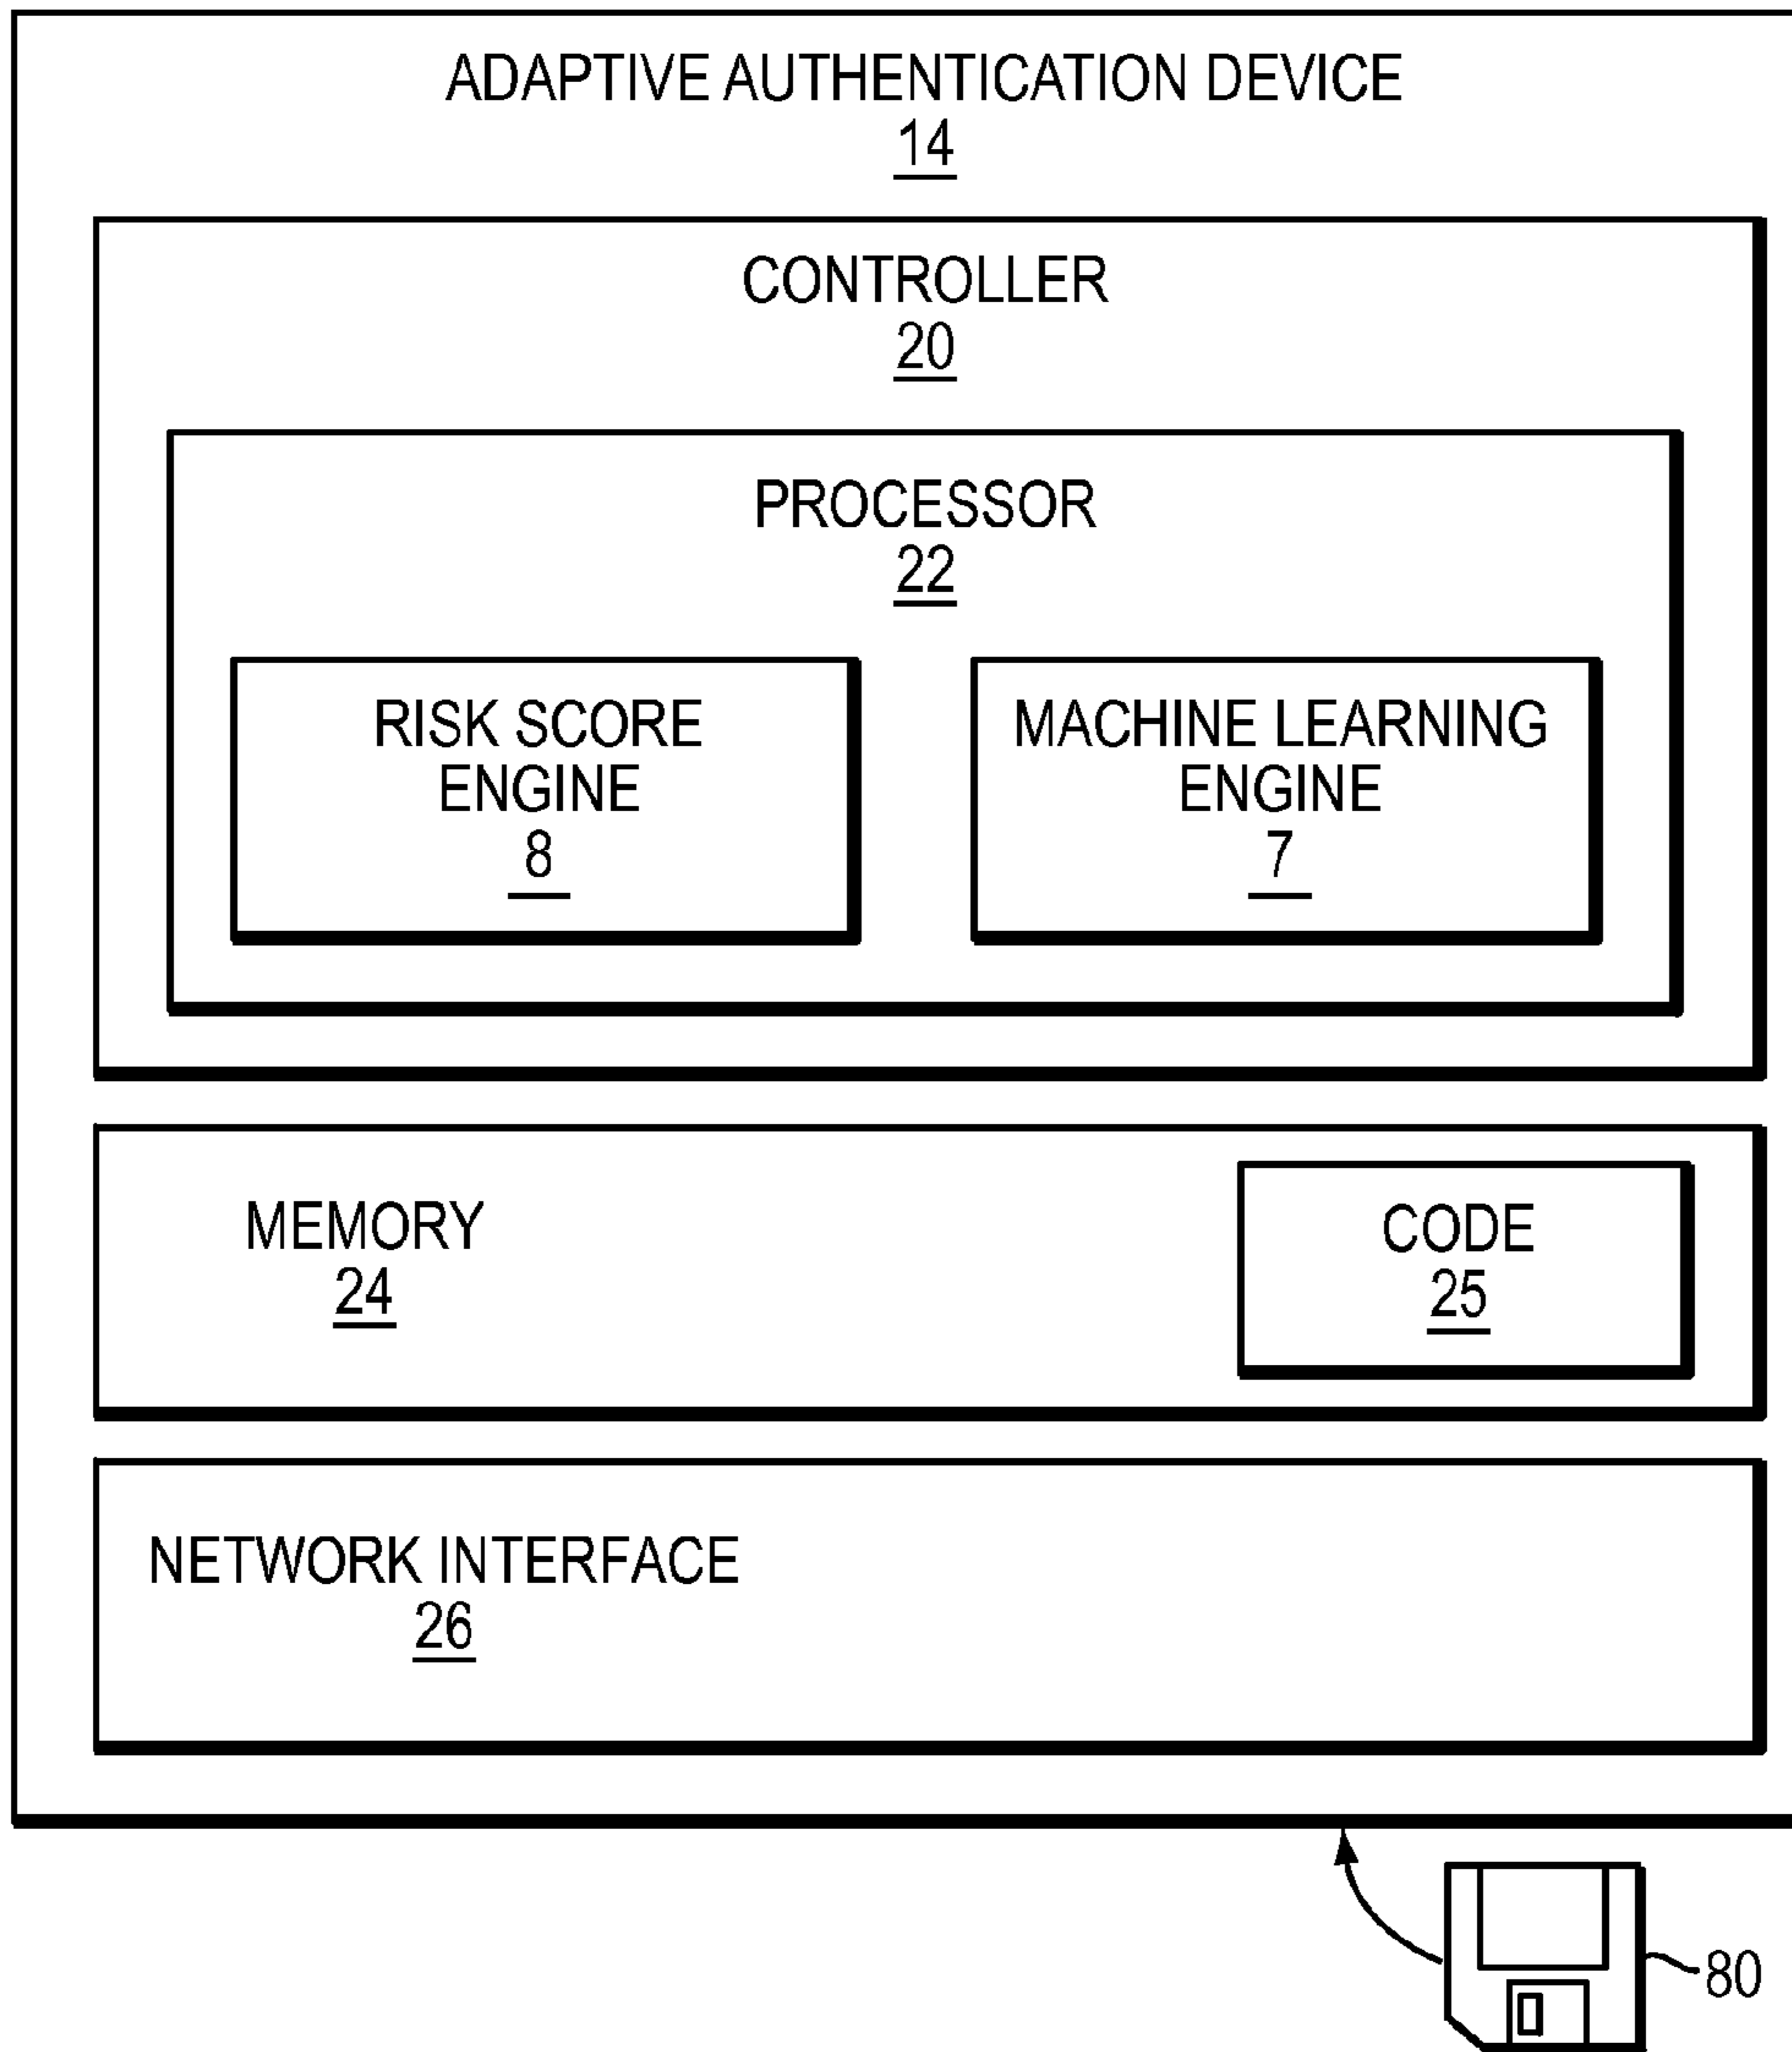 ADAPTIVE AUTHENTICATION DEVICE
14
CONTROLLER
20
PROCESSOR
22
RISK SCORE
ENGINE
8
MACHINE LEARNING
ENGINE
7
MEMORY
24
CODE
25
NETWORK INTERFACE
26
80